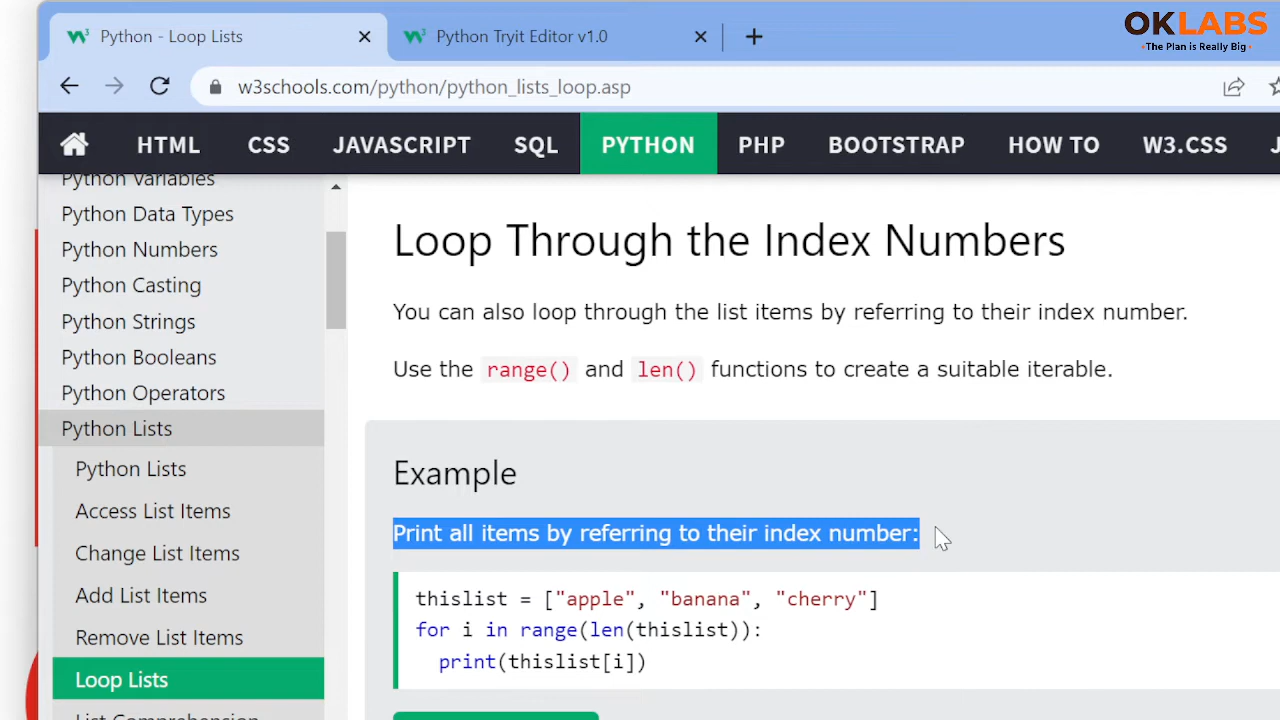 OKLABS
•The Plan is Really Big•
Python - Loop Lists
Python Tryit Editor v1.0
w3schools.com/python/python_lists_loop.asp
HTML CSS JAVASCRIPT SQL PYTHON PHP BOOTSTRAP HOW TO W3.CSS J
Python Variables
Python Data Types
Python Numbers
Python Casting
Python Strings
Python Booleans
Python Operators
Python Lists
Python Lists
Access List Items
Change List Items
Add List Items
Remove List Items
Loop Lists
List Comprehension
Loop Through the Index Numbers
You can also loop through the list items by referring to their index number.
Use the range() and len() functions to create a suitable iterable.
Example
Print all items by referring to their index number:
thislist = ["apple", "banana", "cherry"]
for i in range(len(thislist)):
  print(thislist[i])